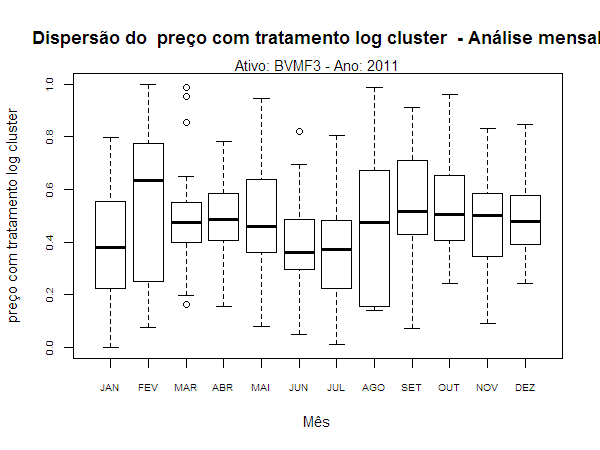 Dispersão do  preço com tratamento log cluster  - Análise mensal
Ativo: BVMF3 - Ano: 2011
preço com tratamento log cluster
1.0
0.8
0.6
0.4
0.2
0.0
JAN FEV MAR ABR MAI JUN JUL AGO SET OUT NOV DEZ
Mês